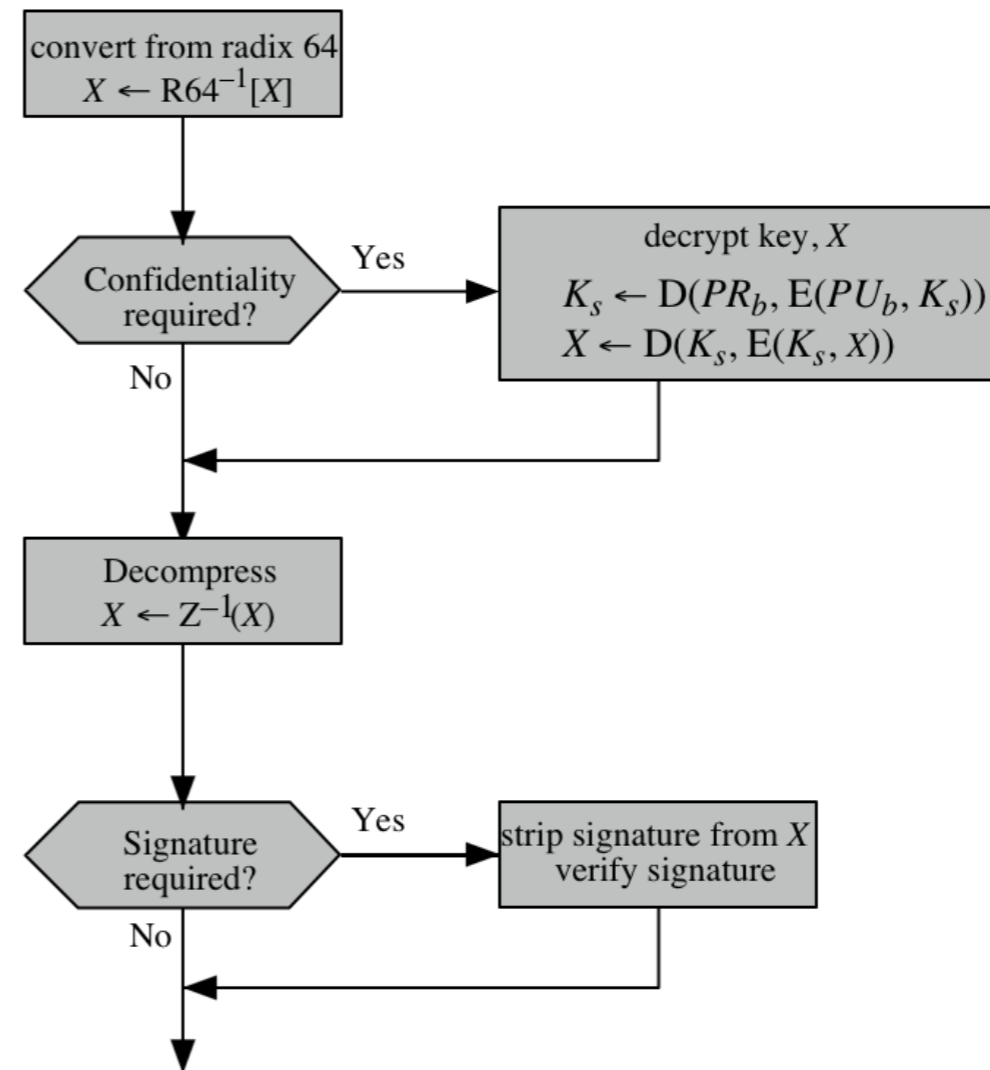 convert from radix 64
X ← R64⁻¹[X]
Confidentiality
required?
Yes
No
decrypt key, X
Kₛ ← D(PR_b, E(PU_b, Kₛ))
X ← D(Kₛ, E(Kₛ, X))
Decompress
X ← Z⁻¹(X)
Signature
required?
Yes
No
strip signature from X
verify signature